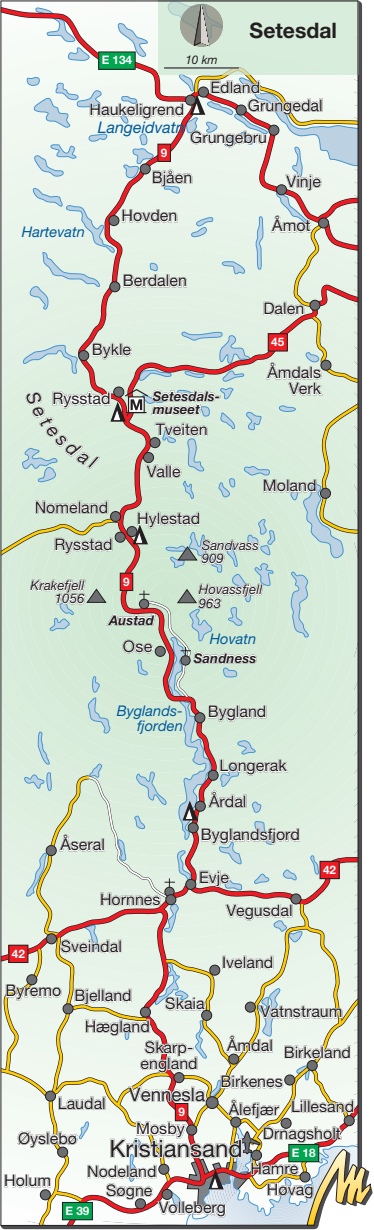 Setesdal
10 km
E 134
Edland
Haukeligrend
Grungedal
Langeidvatn
Grungebru
9
Bjåen
Vinje
Hovden
Åmot
Hartevatn
Berdalen
Dalen
45
Bykle
Åmdals
Verk
Rysstad
M
Setesdals-
museet
Setesdal
Tveiten
Valle
Moland
Nomeland
Hylestad
Rysstad
Sandvass
909
9
Krakefjell
1056
Hovassfjell
963
Austad
Hovatn
Ose
Sandness
Byglands-
fjorden
Bygland
Longerak
Årdal
Byglandsfjord
Åseral
Evje
42
Hornnes
Vegusdal
Sveindal
42
Iveland
Byremo
Bjelland
Skaia
Vatnstraum
Hægland
Åmdal
Skarp-
england
Birkeland
Birkenes
Vennesla
Laudal
9
Ålefjær
Lillesand
Mosby
Drnagsholt
Øyslebø
Kristiansand
E 18
Nodeland
Hamre
Holum
Søgne
Høvag
E 39
Volleberg